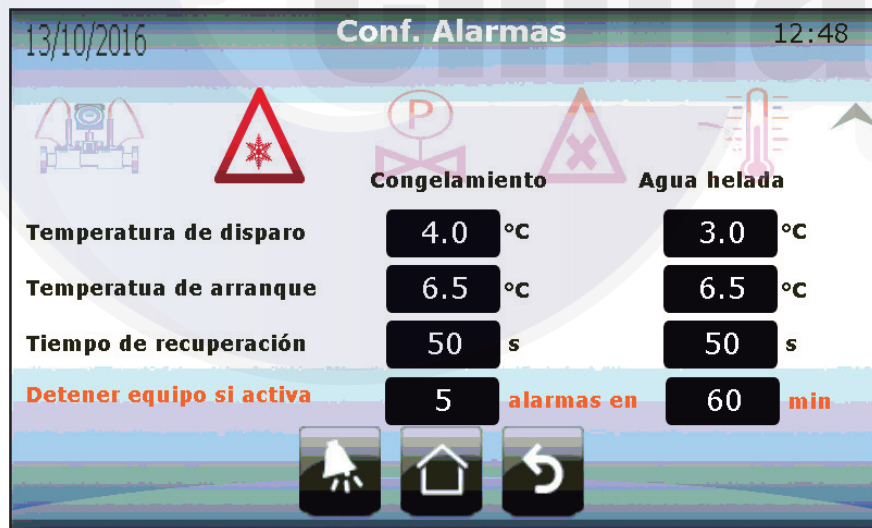 13/10/2016 Conf. Alarmas 12:48
P
Congelamiento Agua helada
Temperatura de disparo 4.0 °C 3.0 °C
Temperatua de arranque 6.5 °C 6.5 °C
Tiempo de recuperación 50 s 50 s
Detener equipo si activa 5 alarmas en 60 min